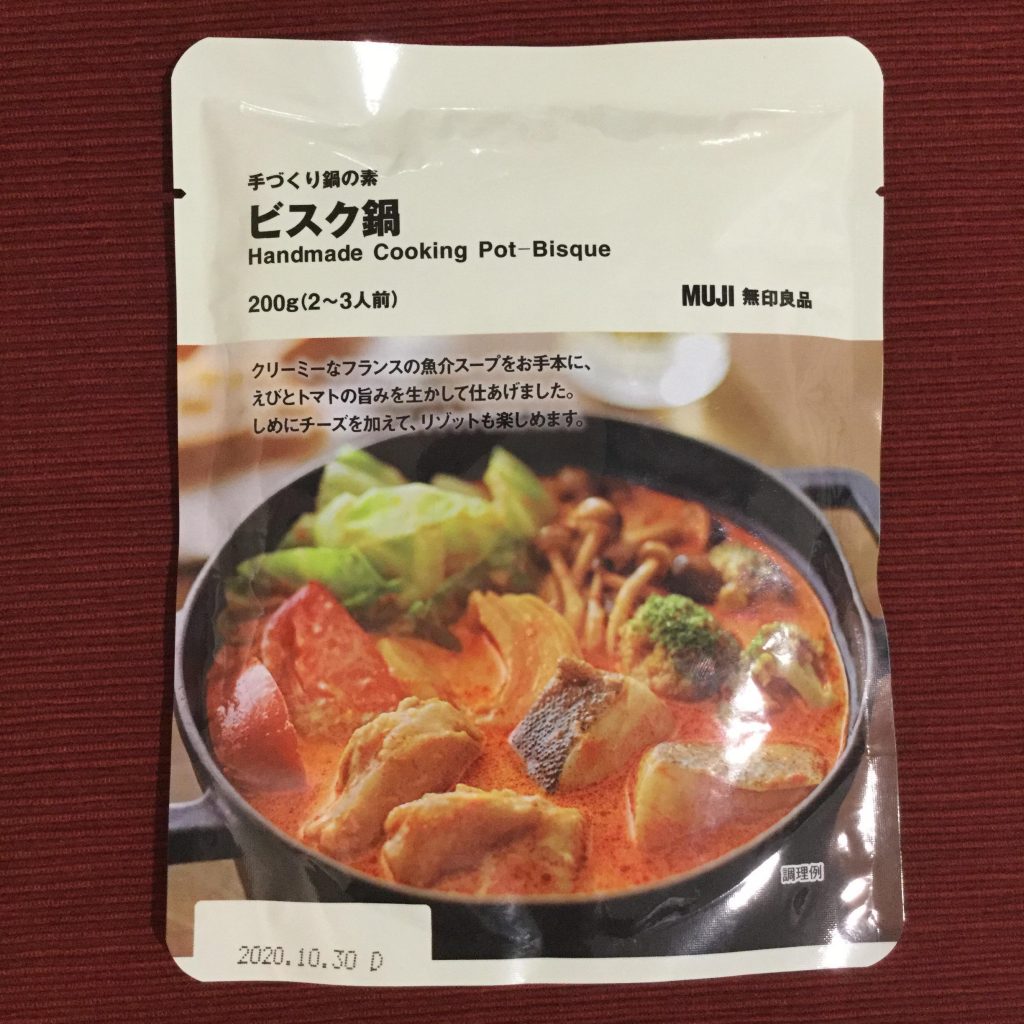 手づくり鍋の素
ビスク鍋
Handmade Cooking Pot-Bisque
200g(2〜3人前)
MUJI 無印良品
クリーミーなフランスの魚介スープをお手本に、
えびとトマトの旨みを生かして仕あげました。
しめにチーズを加えて、リゾットも楽しめます。
調理例
2020.10.30 D